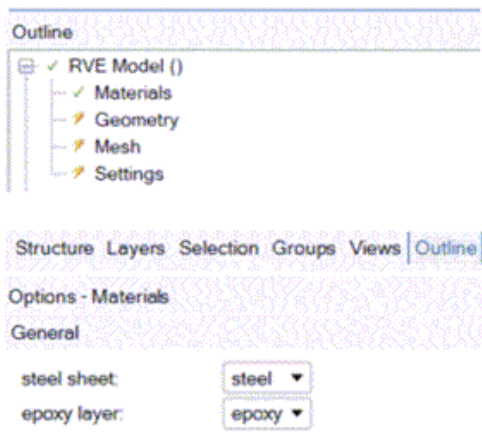 Outline
RVE Model ()
Materials
Geometry
Mesh
Settings
Structure Layers Selection Groups Views Outline
Options - Materials
General
steel sheet: steel
epoxy layer: epoxy